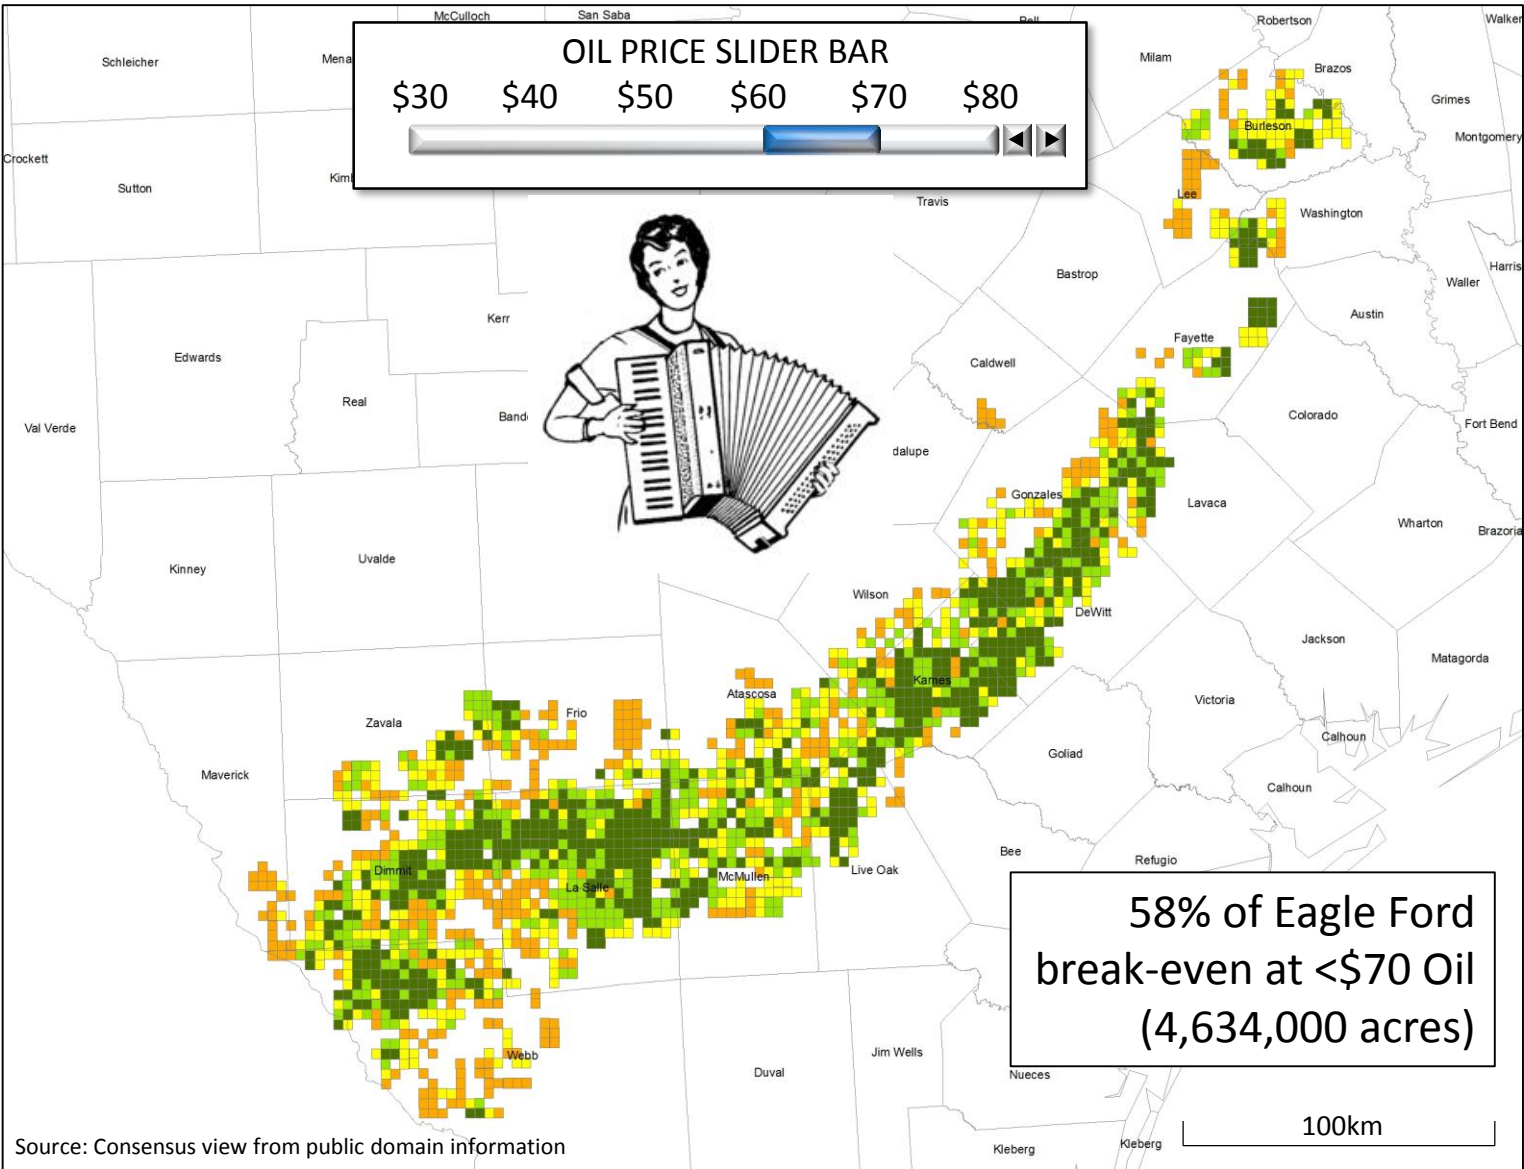 McCulloch
San Saba
Robertson
Walker
Schleicher
Mena
Milam
Brazos
OIL PRICE SLIDER BAR
$30 $40 $50 $60 $70 $80
Grimes
Burleson
Montgomery
Crockett
Sutton
Kim
Lee
Travis
Washington
Harris
Bastrop
Waller
Kerr
Austin
Fayette
Edwards
Caldwell
Real
Colorado
Band
Val Verde
Fort Bend
dalupe
Gonzales
Lavaca
Wharton
Brazoria
Uvalde
Kinney
Wilson
DeWitt
Jackson
Matagorda
Karnes
Atascosa
Victoria
Frio
Zavala
Calhoun
Goliad
Maverick
Calhoun
Bee
Refugio
Dimmit
Live Oak
McMullen
La Salle
58% of Eagle Ford
break-even at <$70 Oil
(4,634,000 acres)
Webb
Jim Wells
Duval
Nueces
100km
Source: Consensus view from public domain information
Kleberg
Kleberg